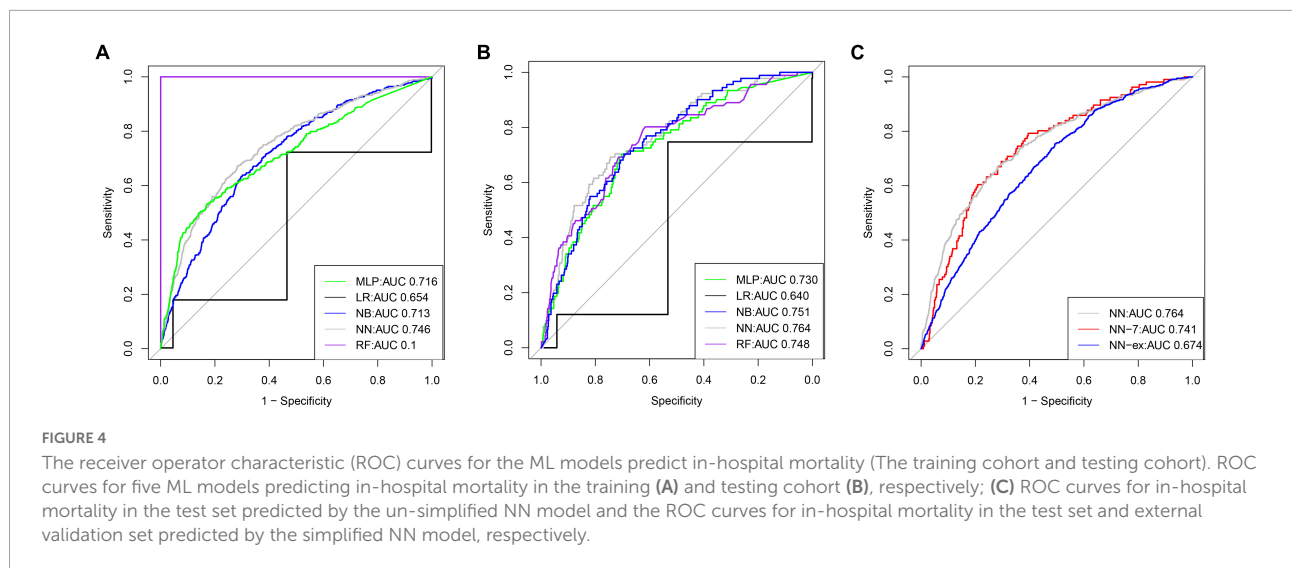 A
1.0
0.8
0.6
0.4
0.2
0.0
Sensitivity
MLP:AUC 0.716
LR:AUC 0.654
NB:AUC 0.713
NN:AUC 0.746
RF:AUC 0.1
0.0 0.2 0.4 0.6 0.8 1.0
1 − Specificity
B
1.0
0.8
0.6
0.4
0.2
0.0
Sensitivity
MLP:AUC 0.730
LR:AUC 0.640
NB:AUC 0.751
NN:AUC 0.764
RF:AUC 0.748
1.0 0.8 0.6 0.4 0.2 0.0
Specificity
C
1.0
0.8
0.6
0.4
0.2
0.0
Sensitivity
NN:AUC 0.764
NN−7:AUC 0.741
NN−ex:AUC 0.674
0.0 0.2 0.4 0.6 0.8 1.0
1 − Specificity
FIGURE 4
The receiver operator characteristic (ROC) curves for the ML models predict in-hospital mortality (The training cohort and testing cohort). ROC
curves for five ML models predicting in-hospital mortality in the training (A) and testing cohort (B), respectively; (C) ROC curves for in-hospital
mortality in the test set predicted by the un-simplified NN model and the ROC curves for in-hospital mortality in the test set and external
validation set predicted by the simplified NN model, respectively.